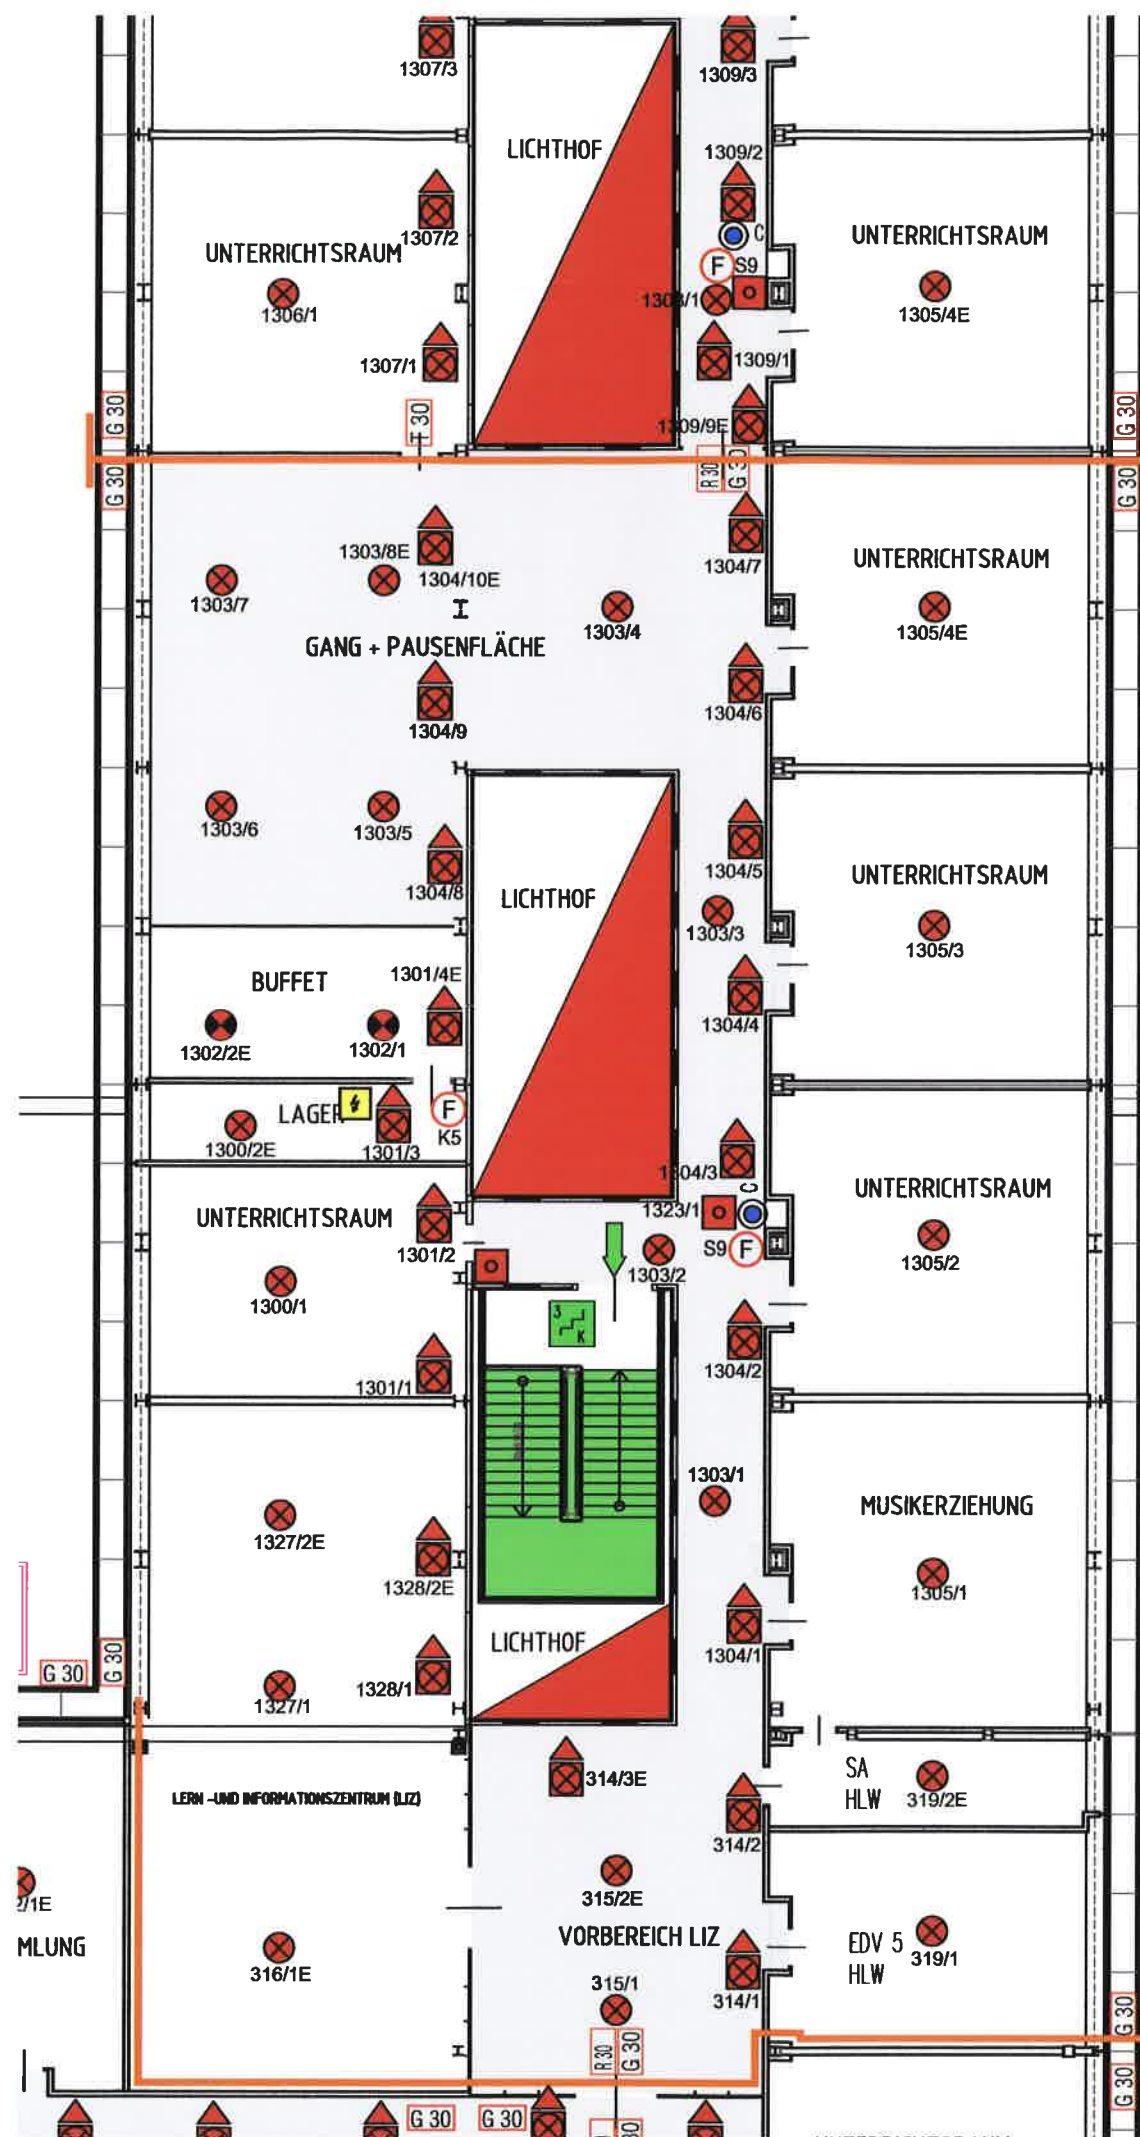 1307/3
1309/3
LICHTHOF
1309/2
1307/2
UNTERRICHTSRAUM
1306/1
C
F
S9
1308/1
UNTERRICHTSRAUM
1305/4E
1307/1
1309/1
G 30
T 30
1309/9E
G 30
G 30
R 30
G 30
G 30
1303/8E
1304/10E
1303/7
1304/7
UNTERRICHTSRAUM
1303/4
1305/4E
GANG + PAUSENFLÄCHE
1304/9
1304/6
1303/6
1303/5
1304/5
1304/8
LICHTHOF
UNTERRICHTSRAUM
1303/3
1305/3
BUFFET
1301/4E
1304/4
1302/2E
1302/1
LAGER
F
K5
1300/2E
1301/3
1304/3
C
UNTERRICHTSRAUM
1323/1
UNTERRICHTSRAUM
1301/2
S9
F
1303/2
1305/2
1300/1
3
K
1304/2
1301/1
1303/1
MUSIKERZIEHUNG
1327/2E
1328/2E
1305/1
LICHTHOF
1304/1
G 30
G 30
1328/1
1327/1
314/3E
SA
HLW
319/2E
LERN -UND INFORMATIONSZENTRUM (LIZ)
314/2
315/2E
2/1E
MLUNG
VORBEREICH LIZ
EDV 5
HLW
319/1
316/1E
315/1
314/1
G 30
R 30
G 30
G 30
G 30
G 30
30